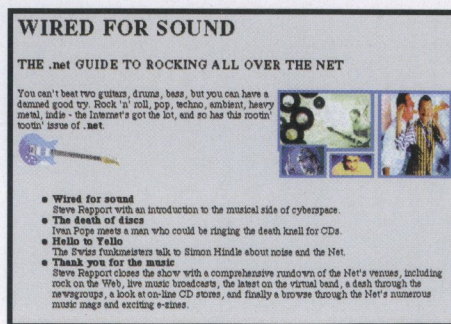 WIRED FOR SOUND
THE .net GUIDE TO ROCKING ALL OVER THE NET
You can't beat two guitars, drums, bass, but you can have a
damned good try. Rock 'n' roll, pop, techno, ambient, heavy
metal, indie - the Internet's got the lot, and so has this rootin'
tootin' issue of .net.
Wired for sound
Steve Rapport with an introduction to the musical side of cyberspace.
The death of discs
Ivan Pope meets a man who could be ringing the death knell for CDs.
Hello to Yello
The Swiss funkmeisters talk to Simon Hindle about noise and the Net.
Thank you for the music
Steve Rapport closes the show with a comprehensive rundown of the Net's venues, including
rock on the Web, live music broadcasts, the latest on the virtual band, a dash through the
newsgroups, a look at on-line CD stores, and finally a browse through the Net's numerous
music mags and exciting e-zines.